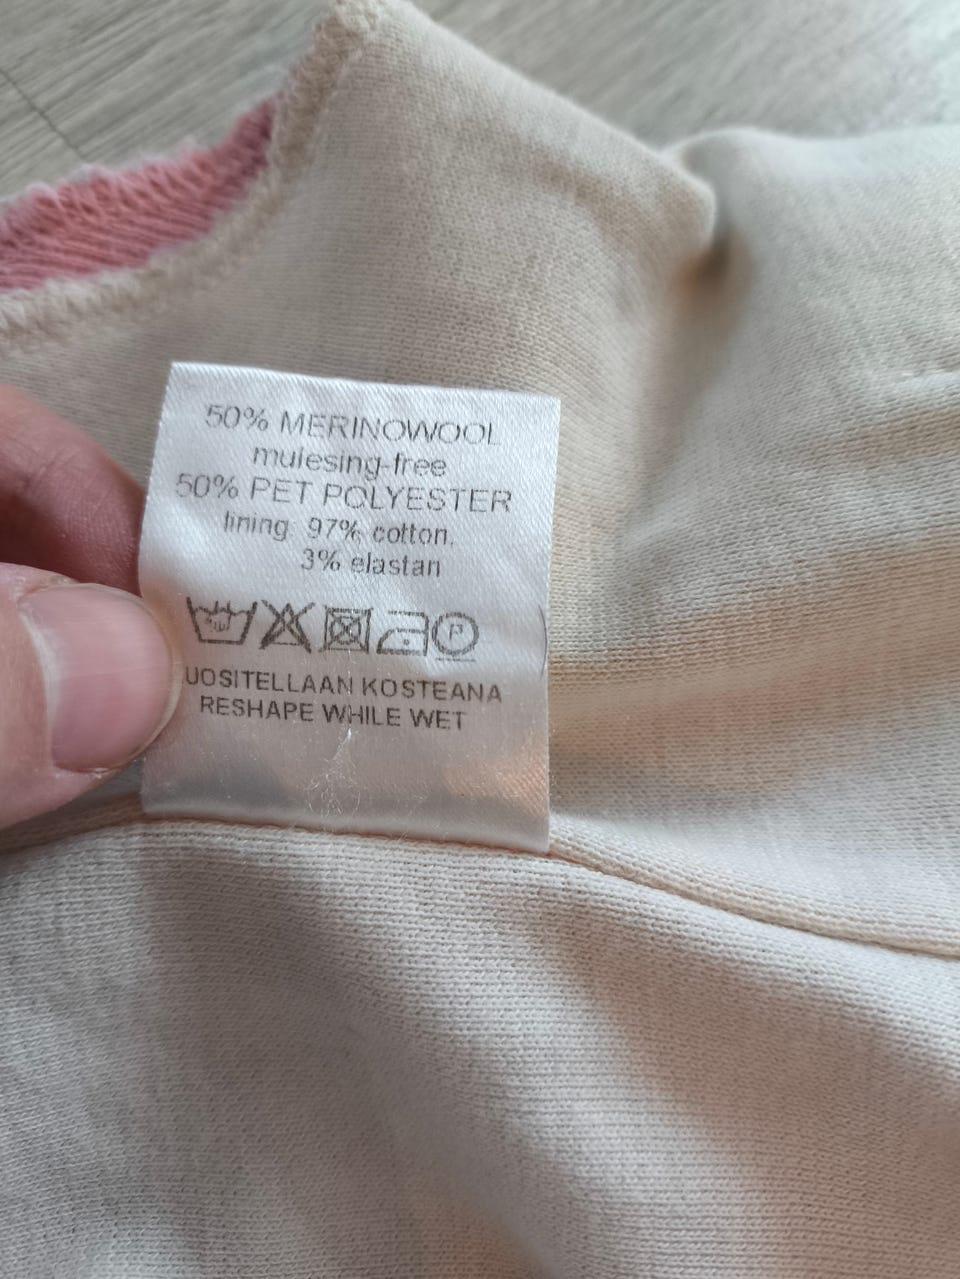 50% MERINOWOOL
mulesing-free
50% PET POLYESTER
lining 97% cotton.
3% elastan
P
UOSITELLAAN KOSTEANA
RESHAPE WHILE WET